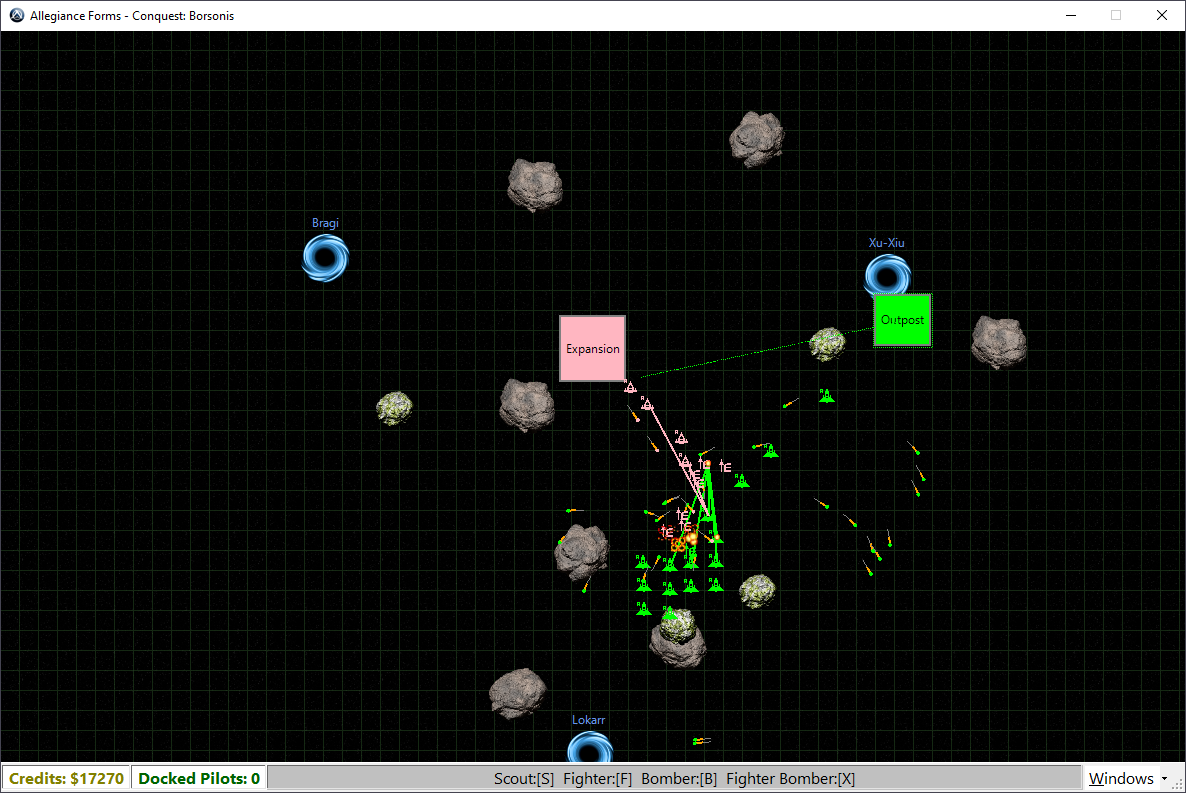 Allegiance Forms - Conquest: Borsonis
Bragi
Xu-Xiu
Outpost
Expansion
Lokarr
Credits: $17270
Docked Pilots: 0
Scout:[S] Fighter:[F] Bomber:[B] Fighter Bomber:[X]
Windows